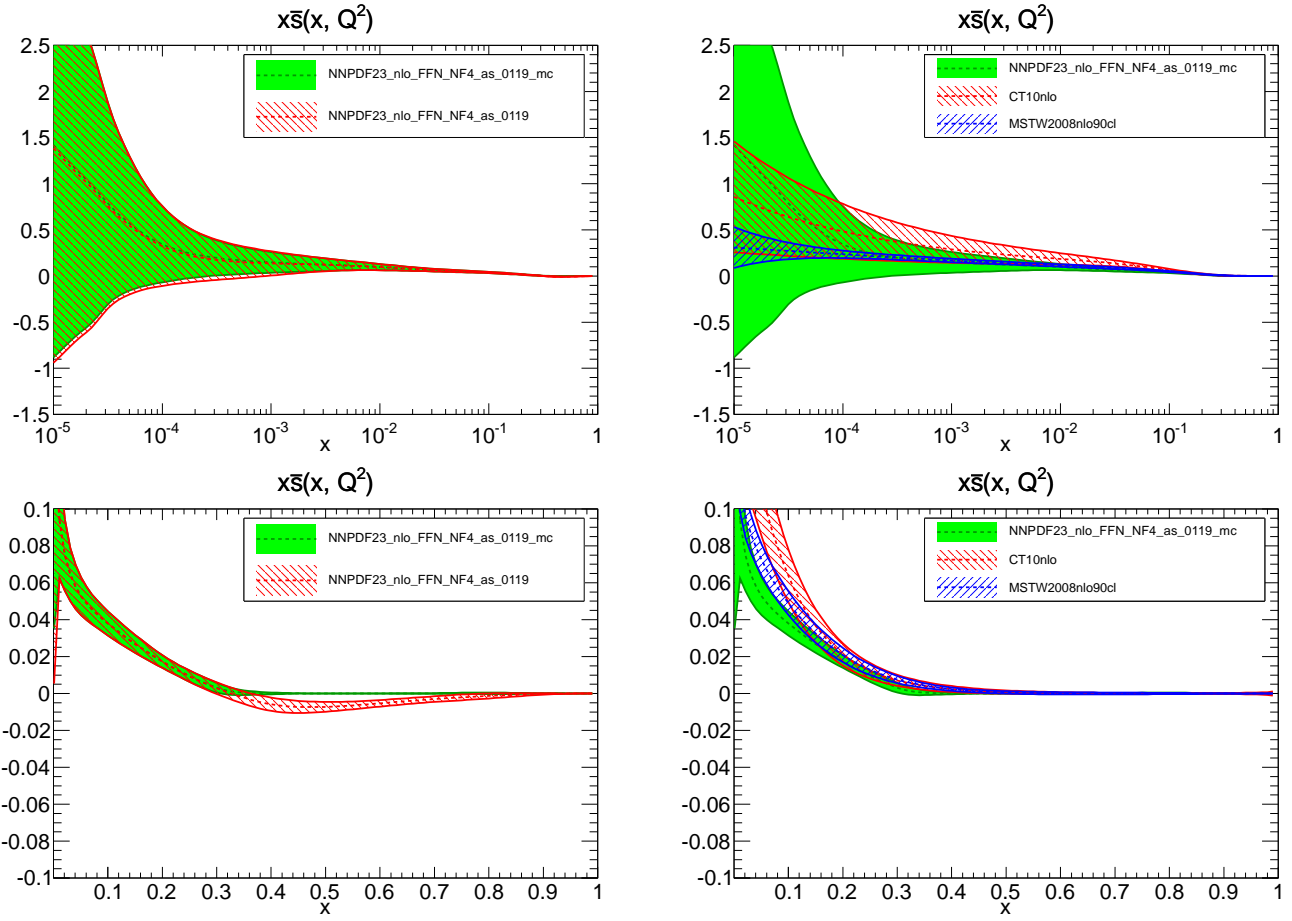 xs̅(x, Q²)
2.5
2
1.5
1
0.5
0
-0.5
-1
-1.5
NNPDF23_nlo_FFN_NF4_as_0119_mc
NNPDF23_nlo_FFN_NF4_as_0119
10⁻⁵ 10⁻⁴ 10⁻³ 10⁻² 10⁻¹ 1
x
xs̅(x, Q²)
2.5
2
1.5
1
0.5
0
-0.5
-1
-1.5
NNPDF23_nlo_FFN_NF4_as_0119_mc
CT10nlo
MSTW2008nlo90cl
10⁻⁵ 10⁻⁴ 10⁻³ 10⁻² 10⁻¹ 1
x
xs̅(x, Q²)
0.1
0.08
0.06
0.04
0.02
0
-0.02
-0.04
-0.06
-0.08
-0.1
NNPDF23_nlo_FFN_NF4_as_0119_mc
NNPDF23_nlo_FFN_NF4_as_0119
0.1 0.2 0.3 0.4 0.5 0.6 0.7 0.8 0.9 1
x
xs̅(x, Q²)
0.1
0.08
0.06
0.04
0.02
0
-0.02
-0.04
-0.06
-0.08
-0.1
NNPDF23_nlo_FFN_NF4_as_0119_mc
CT10nlo
MSTW2008nlo90cl
0.1 0.2 0.3 0.4 0.5 0.6 0.7 0.8 0.9 1
x